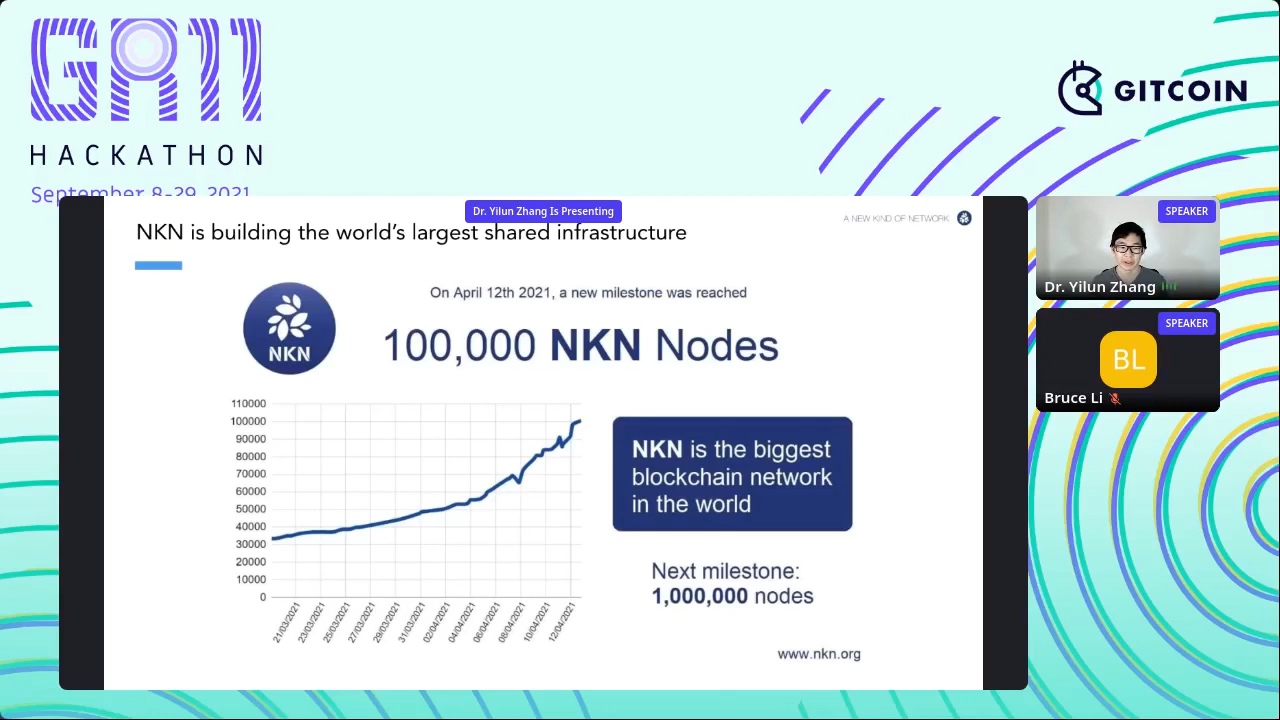 GR11
HACKATHON
September 8-29, 2021
GITCOIN
Dr. Yilun Zhang Is Presenting
A NEW KIND OF NETWORK
NKN is building the world's largest shared infrastructure
NKN
On April 12th 2021, a new milestone was reached
100,000 NKN Nodes
110000
100000
90000
80000
70000
60000
50000
40000
30000
20000
10000
0
21/03/2021
23/03/2021
25/03/2021
27/03/2021
29/03/2021
31/03/2021
02/04/2021
04/04/2021
06/04/2021
08/04/2021
10/04/2021
12/04/2021
NKN is the biggest
blockchain network
in the world
Next milestone:
1,000,000 nodes
www.nkn.org
SPEAKER
Dr. Yilun Zhang
SPEAKER
BL
Bruce Li